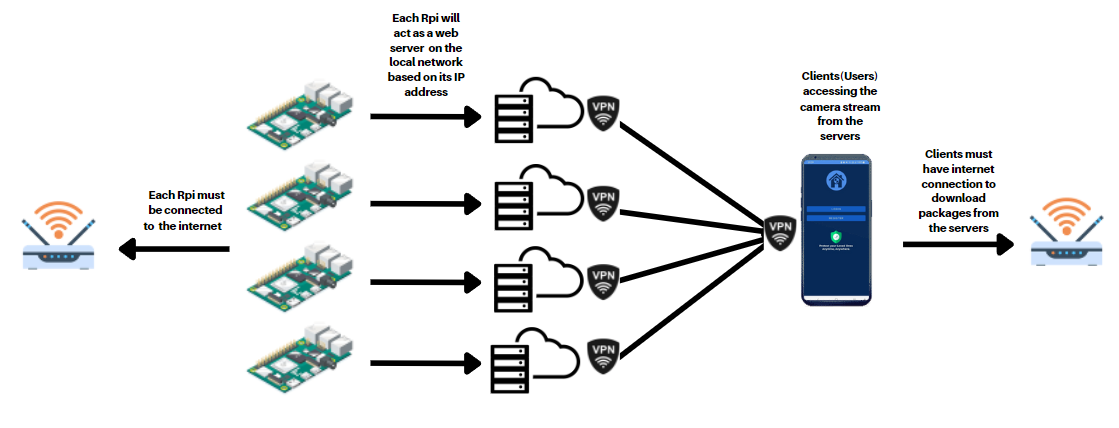 Each Rpi will
act as a web
server on the
local network
based on its IP
address
Clients(Users)
accessing the
camera stream
from the
servers
Clients must
have internet
connection to
download
packages from
the servers
Each Rpi must
be connected
to the internet
VPN
VPN
VPN
VPN
VPN